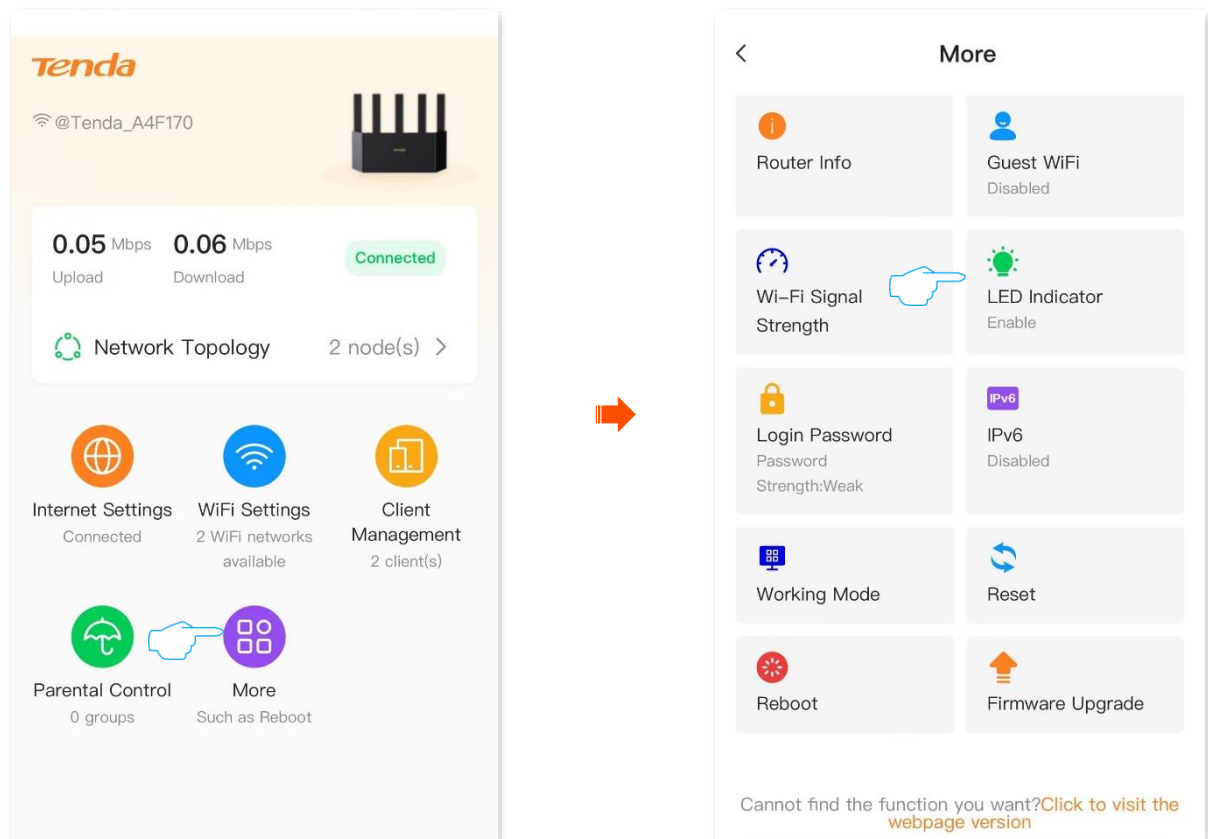 Tenda
@Tenda_A4F170
0.05 Mbps 0.06 Mbps
Upload Download
Connected
Network Topology 2 node(s)
Internet Settings
Connected
WiFi Settings
2 WiFi networks
available
Client
Management
2 client(s)
Parental Control
0 groups
More
Such as Reboot
More
Router Info
Guest WiFi
Disabled
Wi-Fi Signal
Strength
LED Indicator
Enable
Login Password
Password
Strength:Weak
IPv6
IPv6
Disabled
Working Mode
Reset
Reboot
Firmware Upgrade
Cannot find the function you want?Click to visit the
webpage version